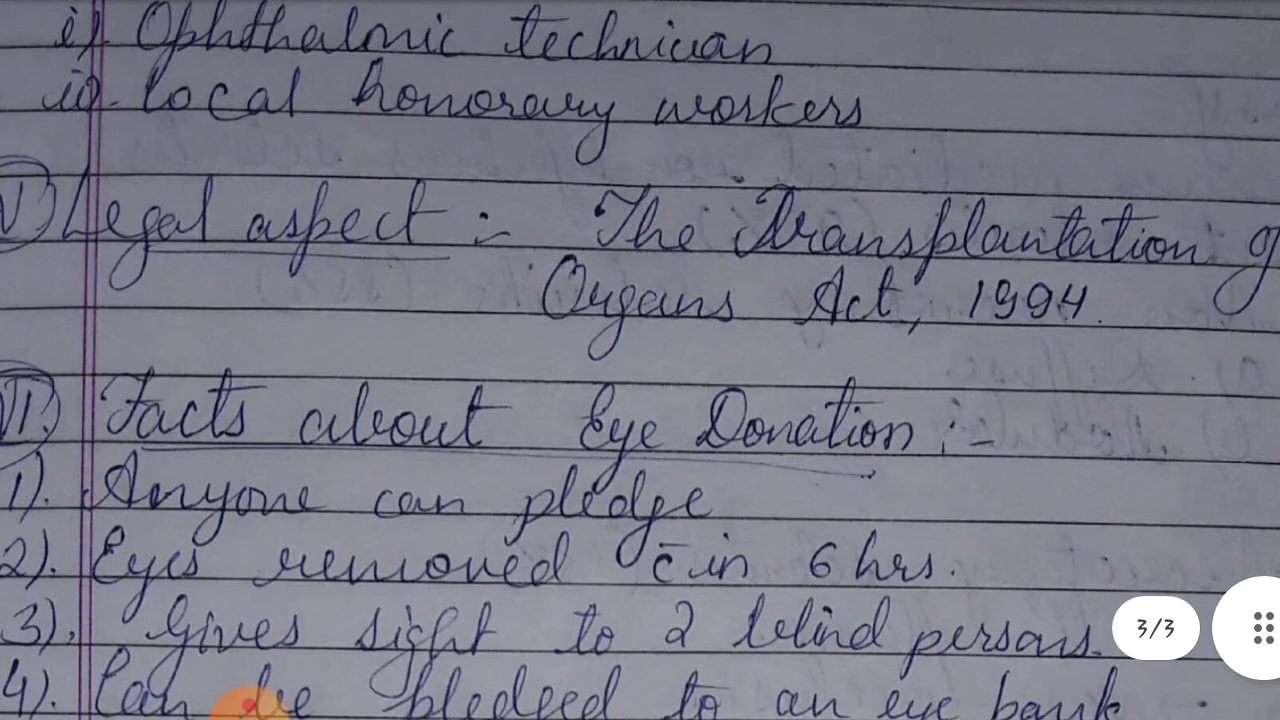 i) Ophthalmic technician
ii). local honorary workers
V) Legal aspect :- The Transplantation of
Organs Act, 1994.
VI.) Facts about Eye Donation :-
1). Anyone can pledge
2). Eyes removed c̄in 6 hrs.
3). Gives sight to 2 blind persons.
3/3
4). Can be pledged to an eye bank.